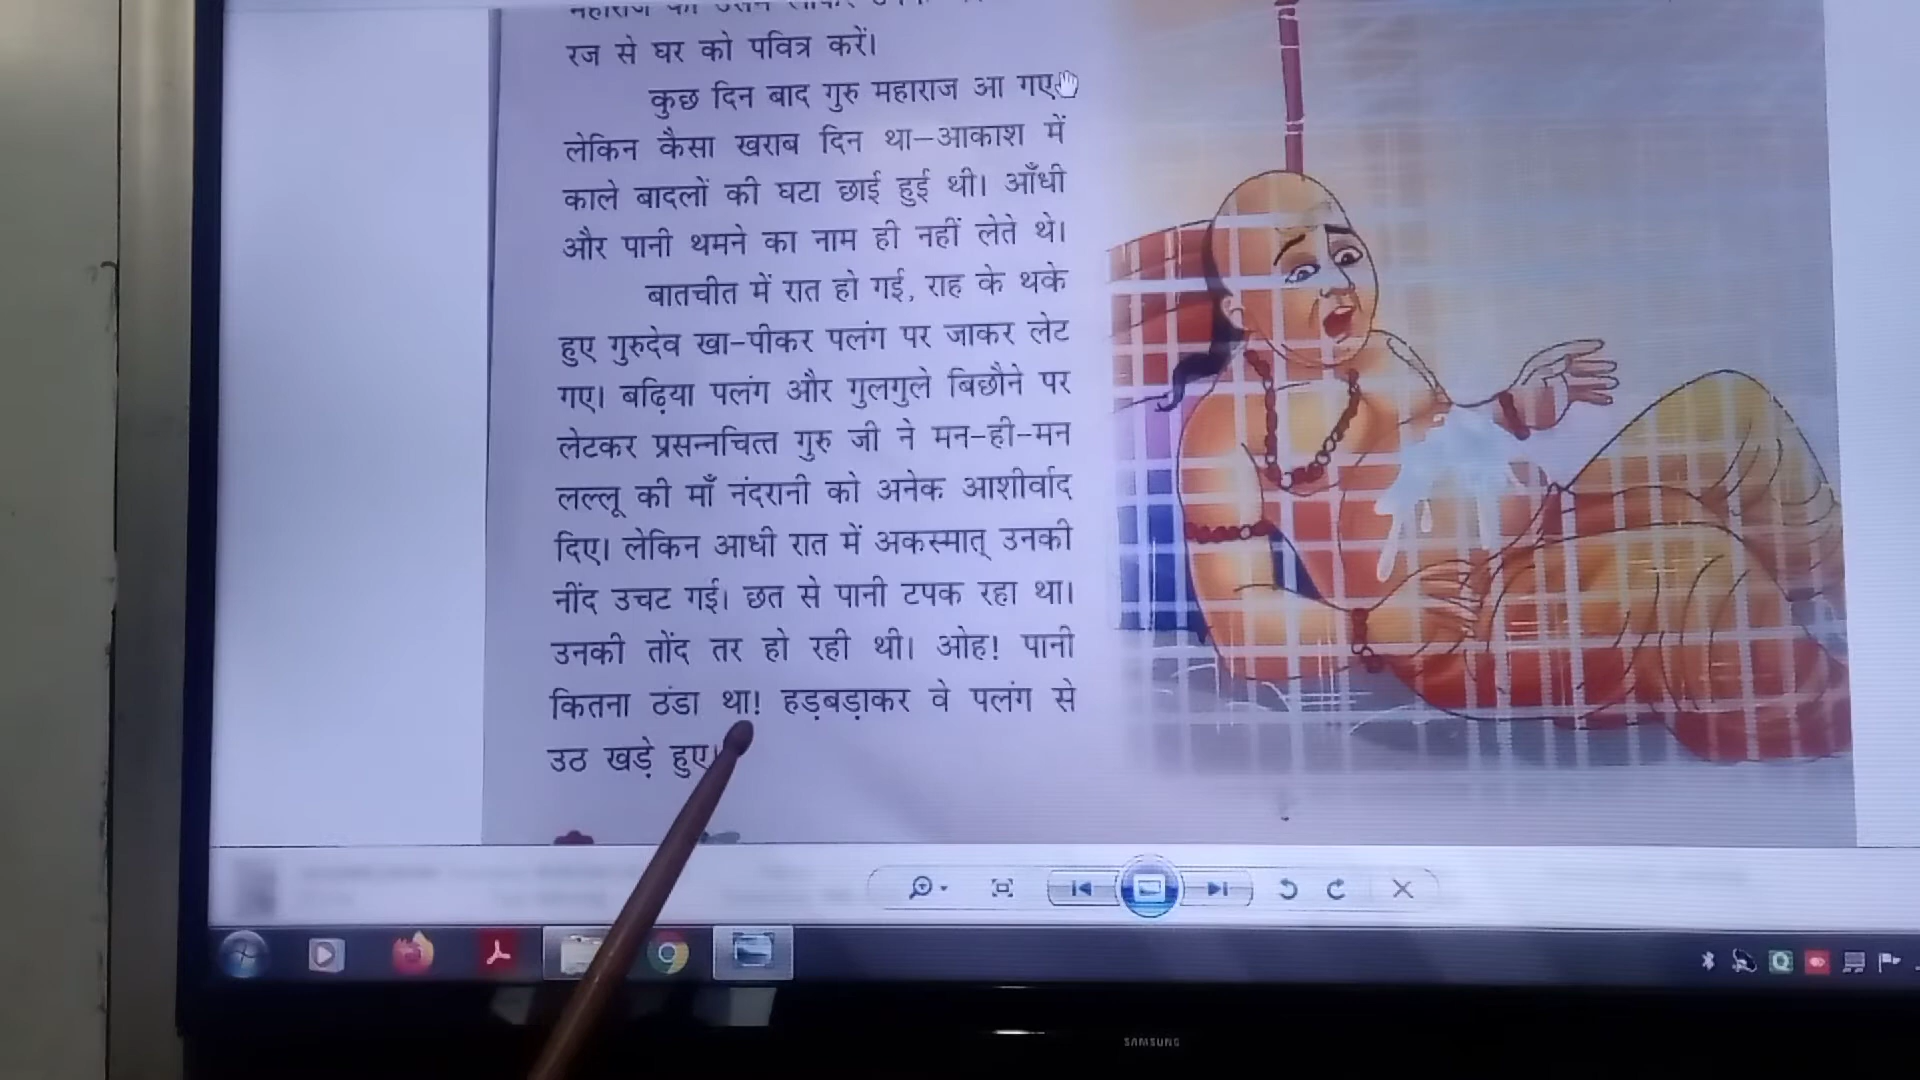 रज से घर को पवित्र करें।
कुछ दिन बाद गुरु महाराज आ गए
लेकिन कैसा खराब दिन था–आकाश में
काले बादलों की घटा छाई हुई थी। आँधी
और पानी थमने का नाम ही नहीं लेते थे।
बातचीत में रात हो गई, राह के थके
हुए गुरुदेव खा-पीकर पलंग पर जाकर लेट
गए। बढ़िया पलंग और गुलगुले बिछौने पर
लेटकर प्रसन्नचित्त गुरु जी ने मन-ही-मन
लल्लू की माँ नंदरानी को अनेक आशीर्वाद
दिए। लेकिन आधी रात में अकस्मात् उनकी
नींद उचट गई। छत से पानी टपक रहा था।
उनकी तोंद तर हो रही थी। ओह! पानी
कितना ठंडा था! हड़बड़ाकर वे पलंग से
उठ खड़े हुए।
SAMSUNG